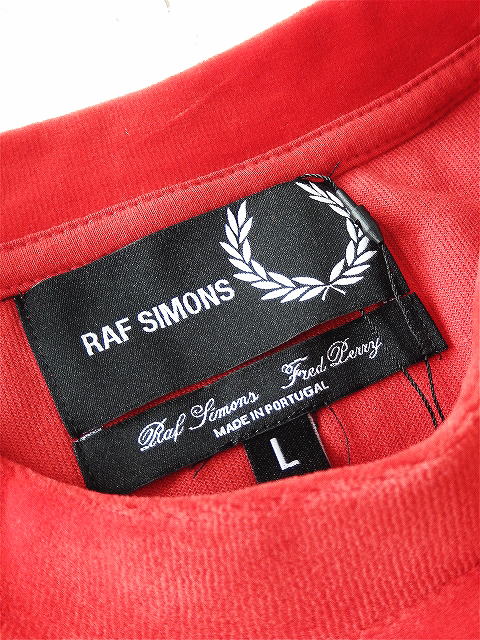 RAF SIMONS
Raf Simons Fred Perry
MADE IN PORTUGAL
L